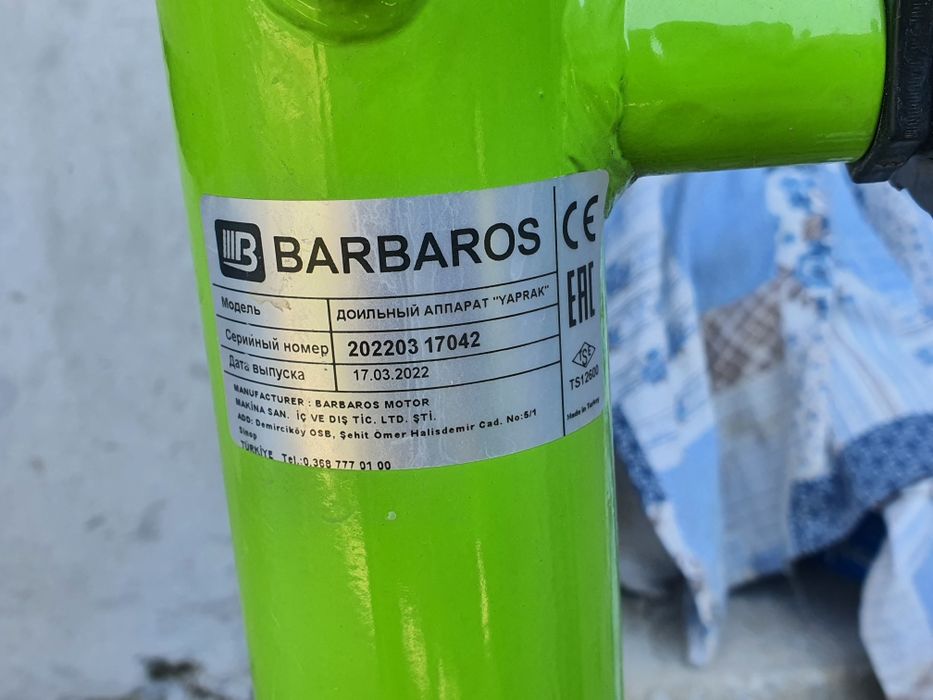 B BARBAROS
CE
EAC
Модель ДОИЛЬНЫЙ АППАРАТ "YAPRAK"
Серийный номер 202203 17042
Дата выпуска 17.03.2022
TSE
TS12600
Made in Turkey
MANUFACTURER : BARBAROS MOTOR
MAKİNA SAN. İÇ VE DIŞ TİC. LTD. ŞTİ.
ADD: Demirciköy OSB, Şehit Ömer Halisdemir Cad. No:5/1
Sinop
TÜRKİYE Tel.:0.368 777 01 00